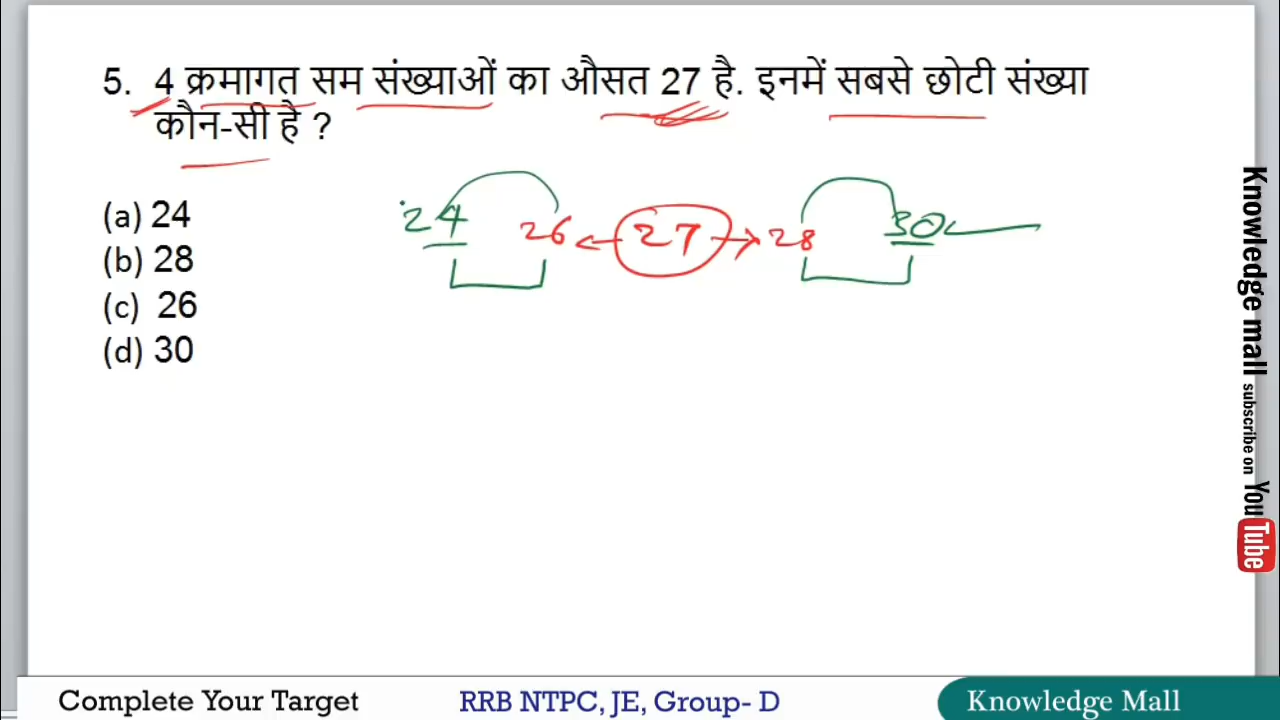 5. 4 क्रमागत सम संख्याओं का औसत 27 है. इनमें सबसे छोटी संख्या
कौन-सी है ?
(a) 24
(b) 28
(c) 26
(d) 30
24 26 27 28 30
Knowledge mall subscribe on YouTube
Complete Your Target
RRB NTPC, JE, Group- D
Knowledge Mall